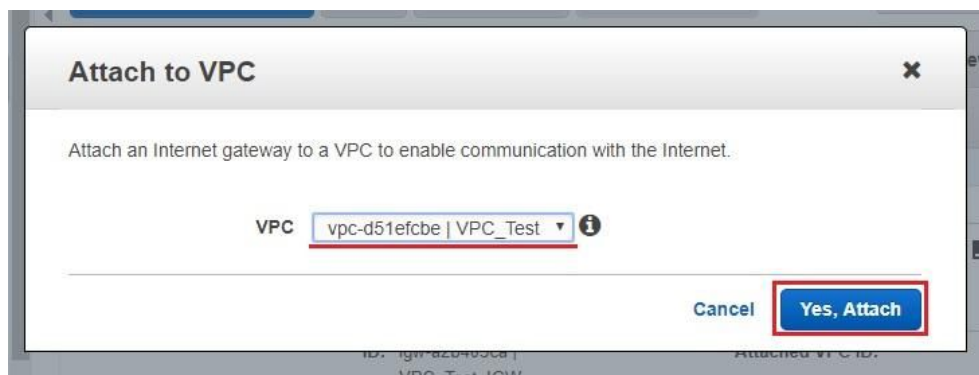 Attach to VPC
Attach an Internet gateway to a VPC to enable communication with the Internet.
VPC vpc-d51efcbe | VPC_Test
Cancel Yes, Attach
ID: Attached VPC ID: